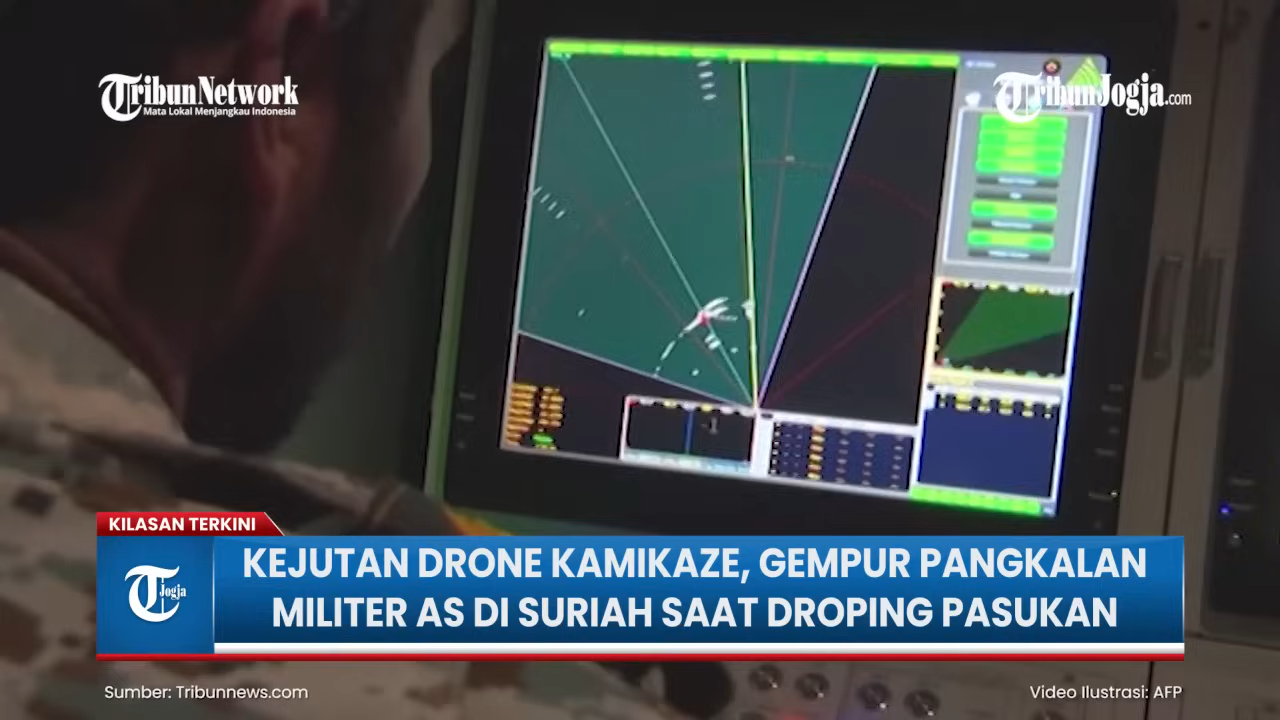 TribunNetwork
Mata Lokal Menjangkau Indonesia
TribunJogja.com
KILASAN TERKINI
T Jogja
KEJUTAN DRONE KAMIKAZE, GEMPUR PANGKALAN
MILITER AS DI SURIAH SAAT DROPING PASUKAN
Sumber: Tribunnews.com
Video Ilustrasi: AFP